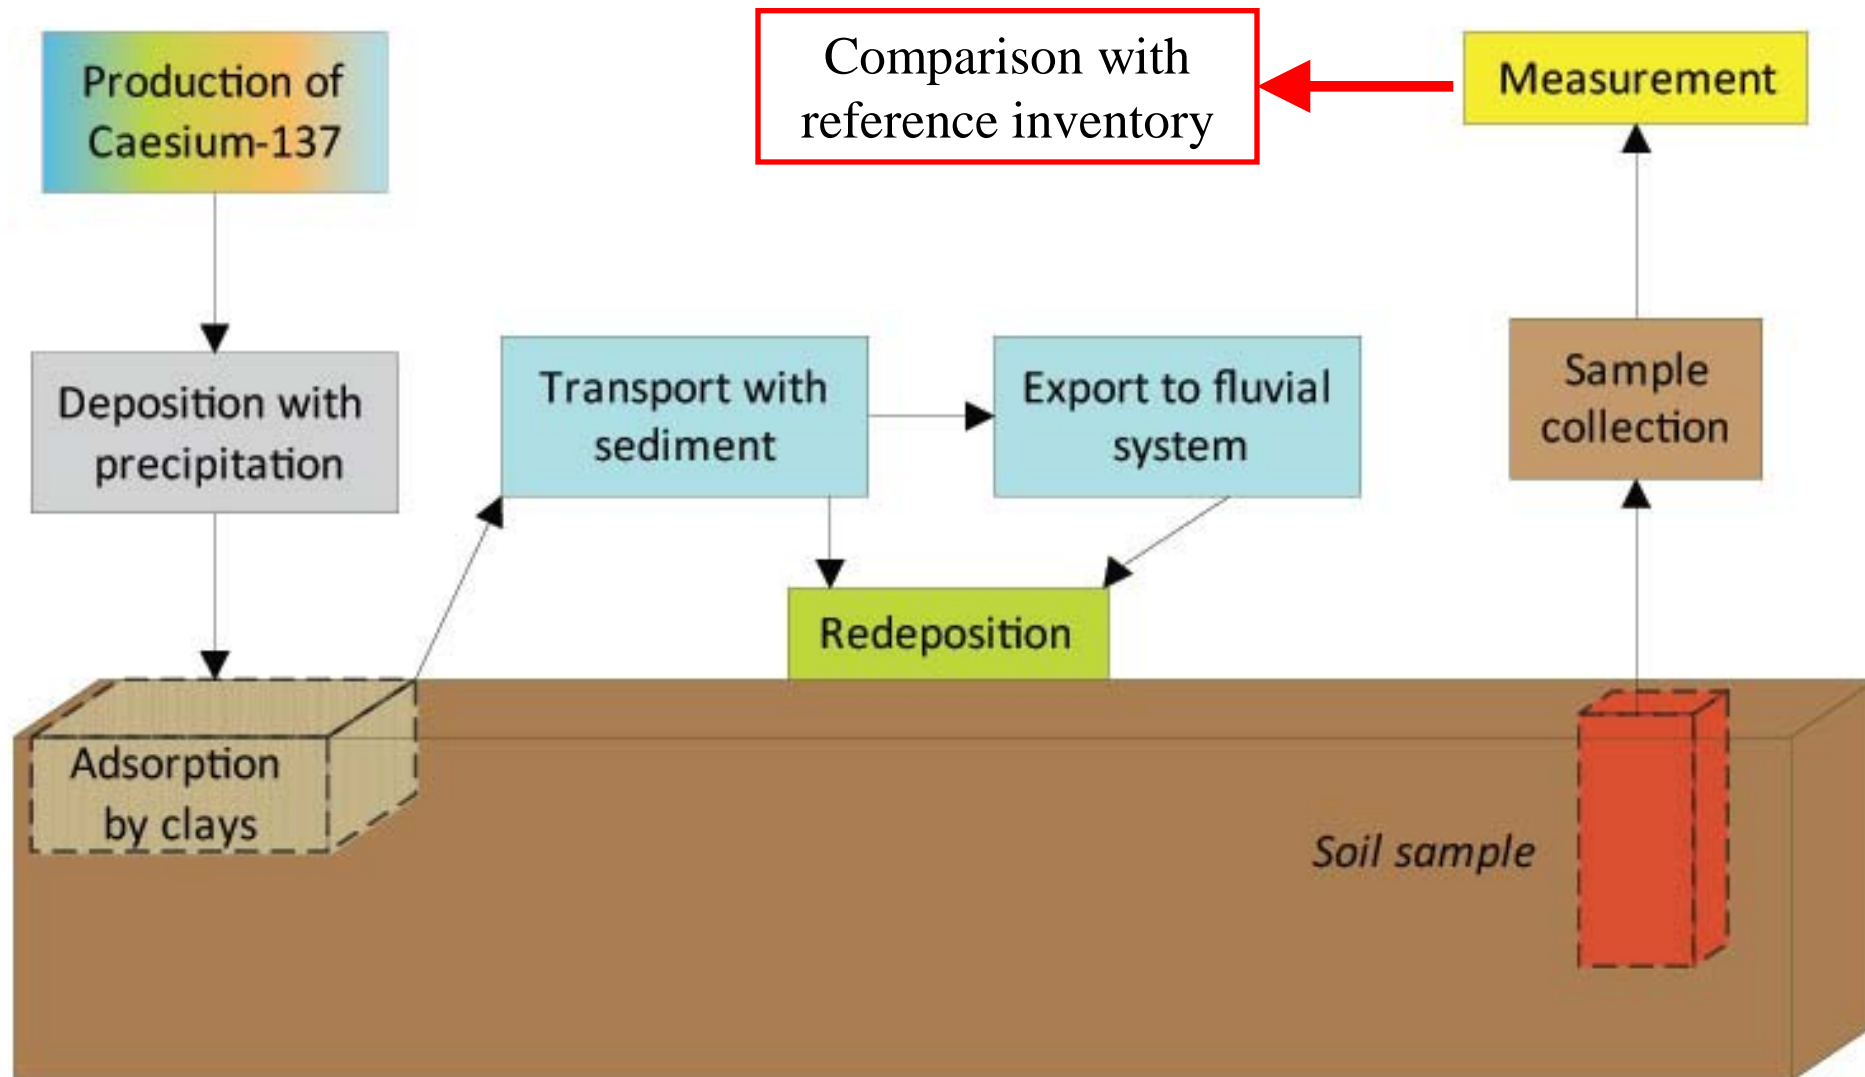 Production of
Caesium-137
Comparison with
reference inventory
Measurement
Deposition with
precipitation
Transport with
sediment
Export to fluvial
system
Sample
collection
Redeposition
Adsorption
by clays
Soil sample